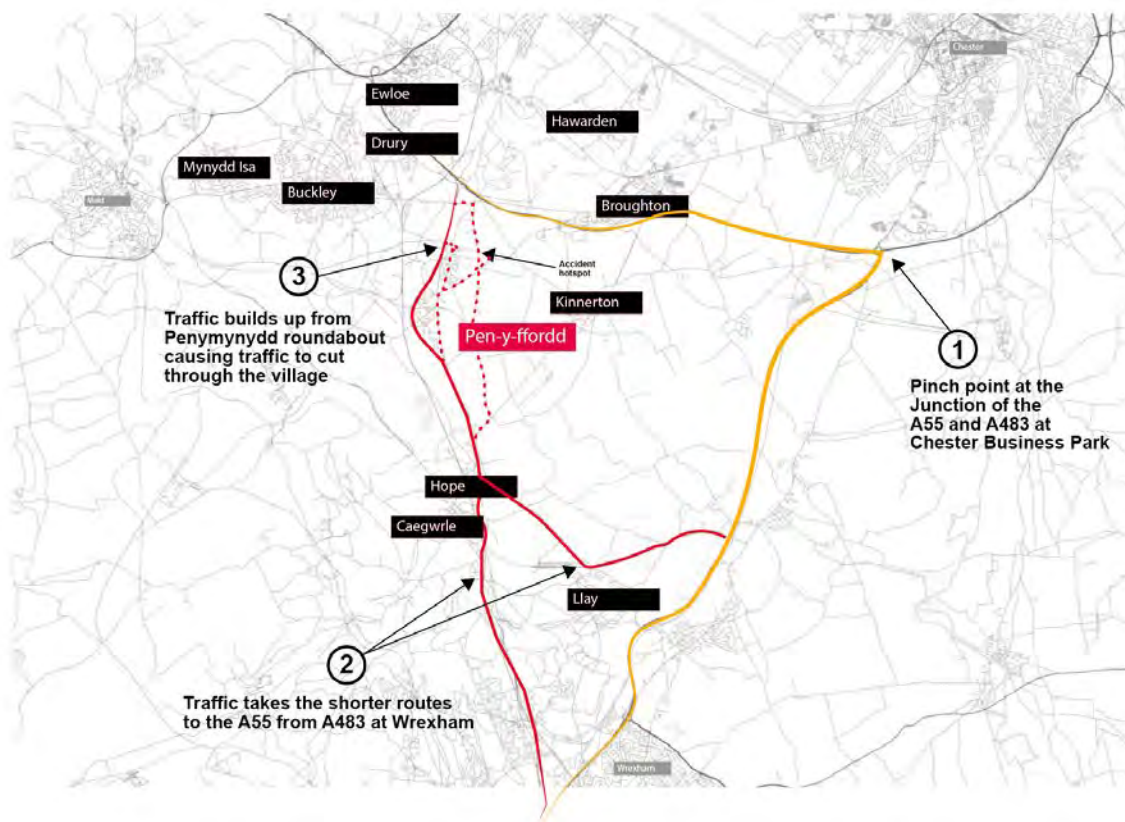 Chester
Ewloe
Hawarden
Drury
Mynydd Isa
Buckley
Mold
Broughton
Accident
hotspot
3
Kinnerton
Traffic builds up from
Penymynydd roundabout
causing traffic to cut
through the village
Pen-y-ffordd
1
Pinch point at the
Junction of the
A55 and A483 at
Chester Business Park
Hope
Caegwrle
Llay
2
Traffic takes the shorter routes
to the A55 from A483 at Wrexham
Wrexham